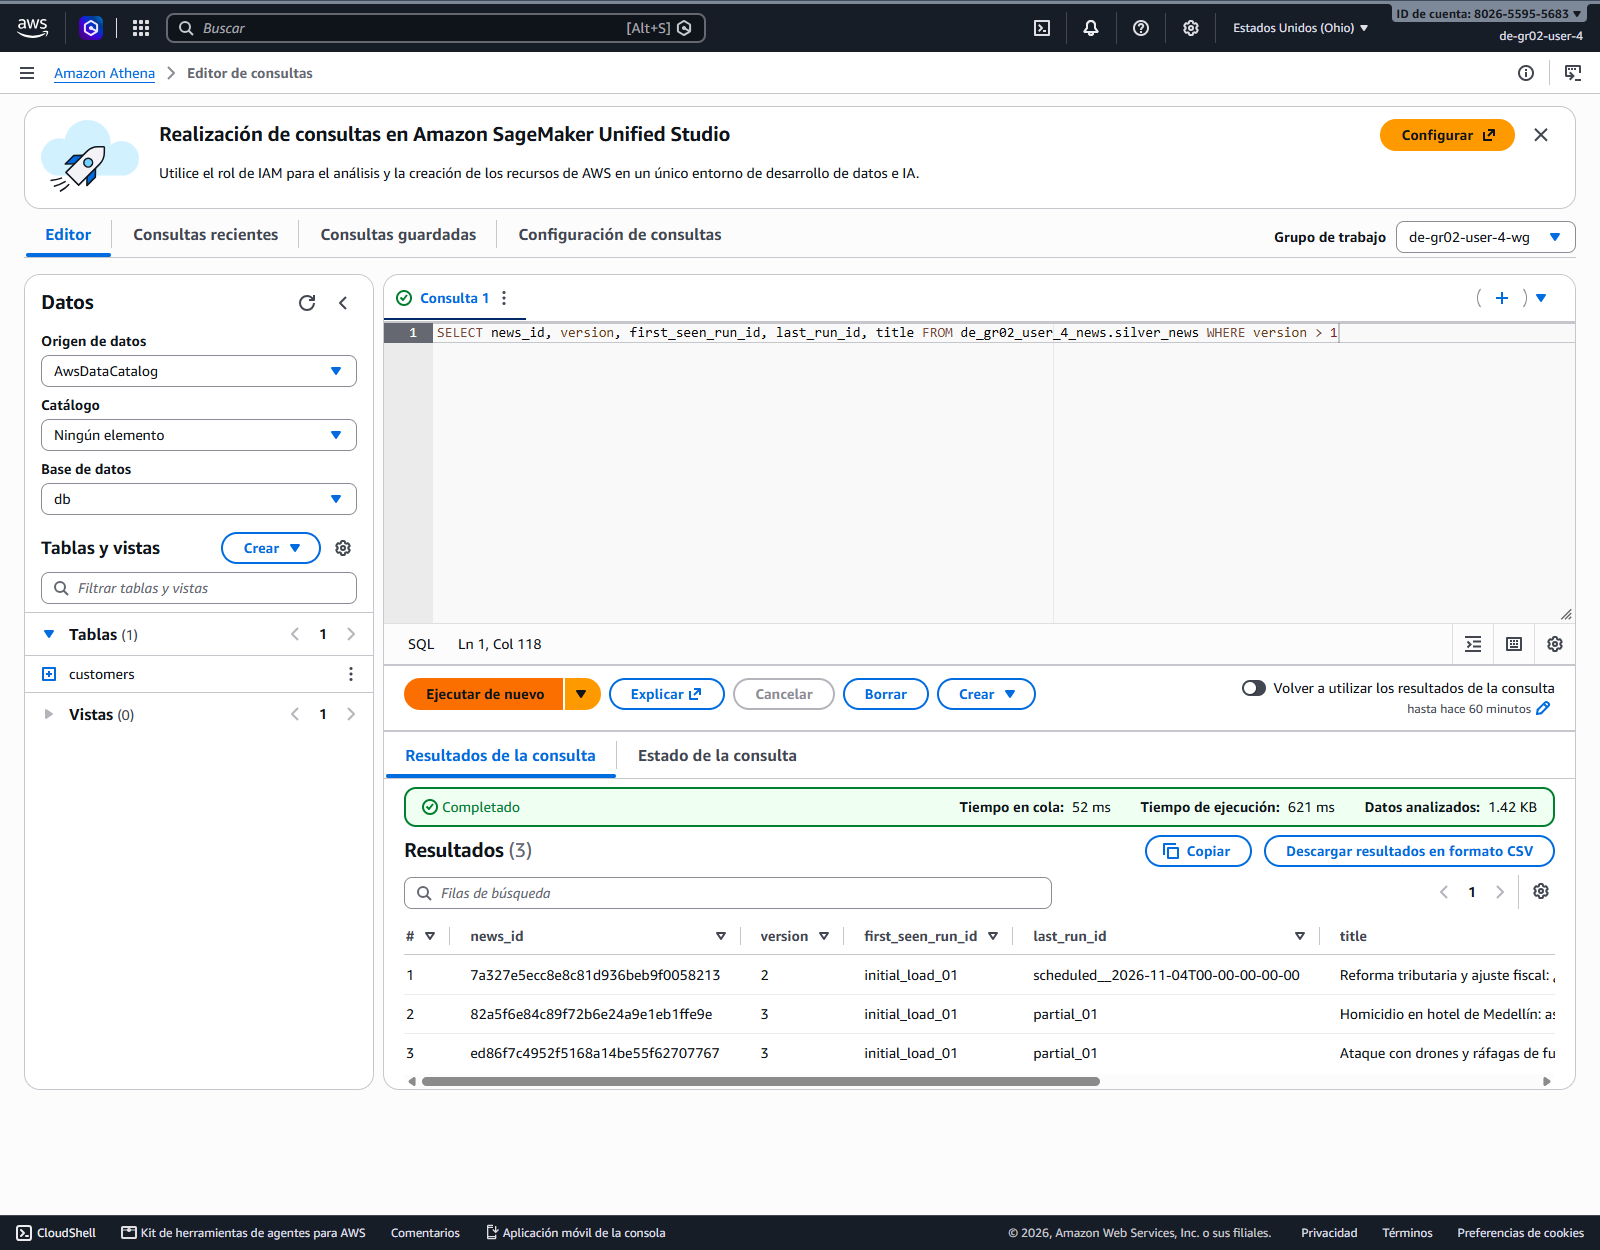 aws
Buscar [Alt+S]
Estados Unidos (Ohio)
ID de cuenta: 8026-5595-5683
de-gr02-user-4
Amazon Athena
Editor de consultas
Realización de consultas en Amazon SageMaker Unified Studio
Configurar
Utilice el rol de IAM para el análisis y la creación de los recursos de AWS en un único entorno de desarrollo de datos e IA.
Editor
Consultas recientes
Consultas guardadas
Configuración de consultas
Grupo de trabajo
de-gr02-user-4-wg
Datos
Origen de datos
AwsDataCatalog
Catálogo
Ningún elemento
Base de datos
db
Tablas y vistas
Crear
Filtrar tablas y vistas
Tablas (1) 1
customers
Vistas (0) 1
Consulta 1
1 SELECT news_id, version, first_seen_run_id, last_run_id, title FROM de_gr02_user_4_news.silver_news WHERE version > 1
SQL Ln 1, Col 118
Ejecutar de nuevo
Explicar
Cancelar
Borrar
Crear
Volver a utilizar los resultados de la consulta
hasta hace 60 minutos
Resultados de la consulta
Estado de la consulta
Completado
Tiempo en cola: 52 ms
Tiempo de ejecución: 621 ms
Datos analizados: 1.42 KB
Resultados (3)
Copiar
Descargar resultados en formato CSV
Filas de búsqueda
1
# news_id version first_seen_run_id last_run_id title
1 7a327e5ecc8e8c81d936beb9f0058213 2 initial_load_01 scheduled__2026-11-04T00-00-00-00-00 Reforma tributaria y ajuste fiscal:
2 82a5f6e84c89f72b6e24a9e1eb1ffe9e 3 initial_load_01 partial_01 Homicidio en hotel de Medellín: as
3 ed86f7c4952f5168a14be55f62707767 3 initial_load_01 partial_01 Ataque con drones y ráfagas de fu
CloudShell
Kit de herramientas de agentes para AWS
Comentarios
Aplicación móvil de la consola
© 2026, Amazon Web Services, Inc. o sus filiales.
Privacidad
Términos
Preferencias de cookies